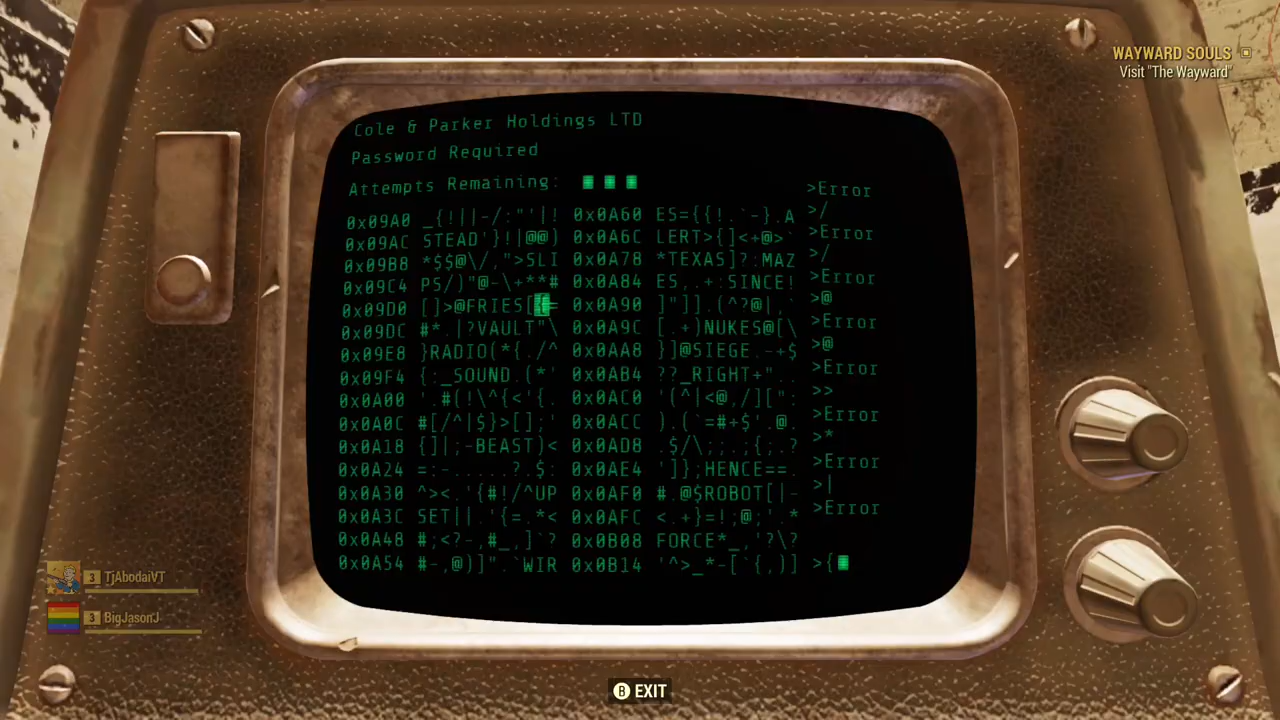 WAYWARD SOULS
Visit "The Wayward"
Cole & Parker Holdings LTD
Password Required
Attempts Remaining:
0x09A0 _{!||-/:"'|! 0x0A60 ES={{!.`-}.A
0x09AC STEAD'}!|@@) 0x0A6C LERT>{]<+@>`
0x09B8 *$$@\/,">SLI 0x0A78 *TEXAS]?:MAZ
0x09C4 PS/)"@-\+**# 0x0A84 ES,.+:SINCE!
0x09D0 []>@FRIES[{= 0x0A90 ]"]].(^?@|,`
0x09DC #*.|?VAULT"\ 0x0A9C [.+)NUKES@[\
0x09E8 }RADIO(*{./^ 0x0AA8 }]@SIEGE.-+$
0x09F4 {:_SOUND.(*' 0x0AB4 ??_RIGHT+"..
0x0A00 '.#(!\^{<'{. 0x0AC0 '(^|<@,/][":
0x0A0C #[/^|$}>[];' 0x0ACC ).(`=#+$'.@.
0x0A18 {]|;-BEAST)< 0x0AD8 .$/\;;.;{;.?
0x0A24 =:-......?.$: 0x0AE4 ']};HENCE==.
0x0A30 ^><.'{#!/^UP 0x0AF0 #.@$ROBOT[|-
0x0A3C SET||.'{=.*< 0x0AFC <.+}=!;@;'.*
0x0A48 #;<?-,#_,]`? 0x0B08 FORCE*_,'?\?
0x0A54 #-,@)]".`WIR 0x0B14 '^>_*-[`{,)]
>Error
>/
>Error
>/
>Error
>@
>Error
>@
>Error
>>
>Error
>*
>Error
>|
>Error
>{
3 TjAbodaiVT
3 BigJasonJ
B EXIT